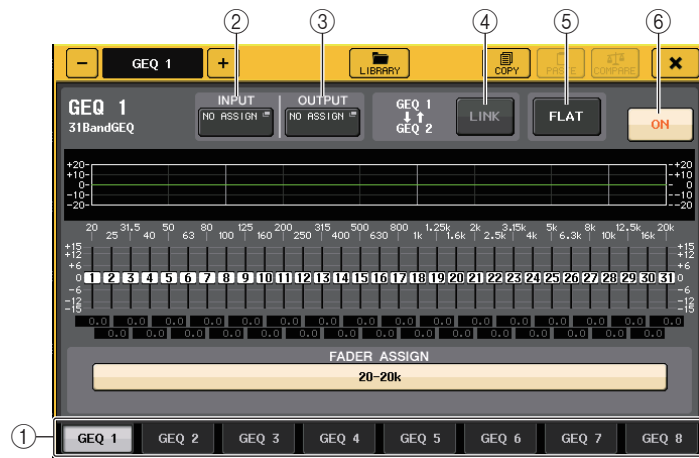 ② ③ ④ ⑤ ⑥
− GEQ 1 + LIBRARY COPY PASTE COMPARE ×
GEQ 1
31BandGEQ
INPUT
NO ASSIGN
OUTPUT
NO ASSIGN
GEQ 1
↓↑
GEQ 2
LINK
FLAT
ON
+20 +20
+10 +10
0 0
-10 -10
-20 -20
20 31.5 50 80 125 200 315 500 800 1.25k 2k 3.15k 5k 8k 12.5k 20k
25 40 63 100 160 250 400 630 1k 1.6k 2.5k 4k 6.3k 10k 16k
+15 +15
+12 +12
+6 +6
0 1 2 3 4 5 6 7 8 9 10 11 12 13 14 15 16 17 18 19 20 21 22 23 24 25 26 27 28 29 30 31 0
-6 -6
-12 -12
-15 -15
0.0 0.0 0.0 0.0 0.0 0.0 0.0 0.0 0.0 0.0 0.0 0.0 0.0 0.0 0.0 0.0
0.0 0.0 0.0 0.0 0.0 0.0 0.0 0.0 0.0 0.0 0.0 0.0 0.0 0.0 0.0
FADER ASSIGN
20-20k
① GEQ 1 GEQ 2 GEQ 3 GEQ 4 GEQ 5 GEQ 6 GEQ 7 GEQ 8